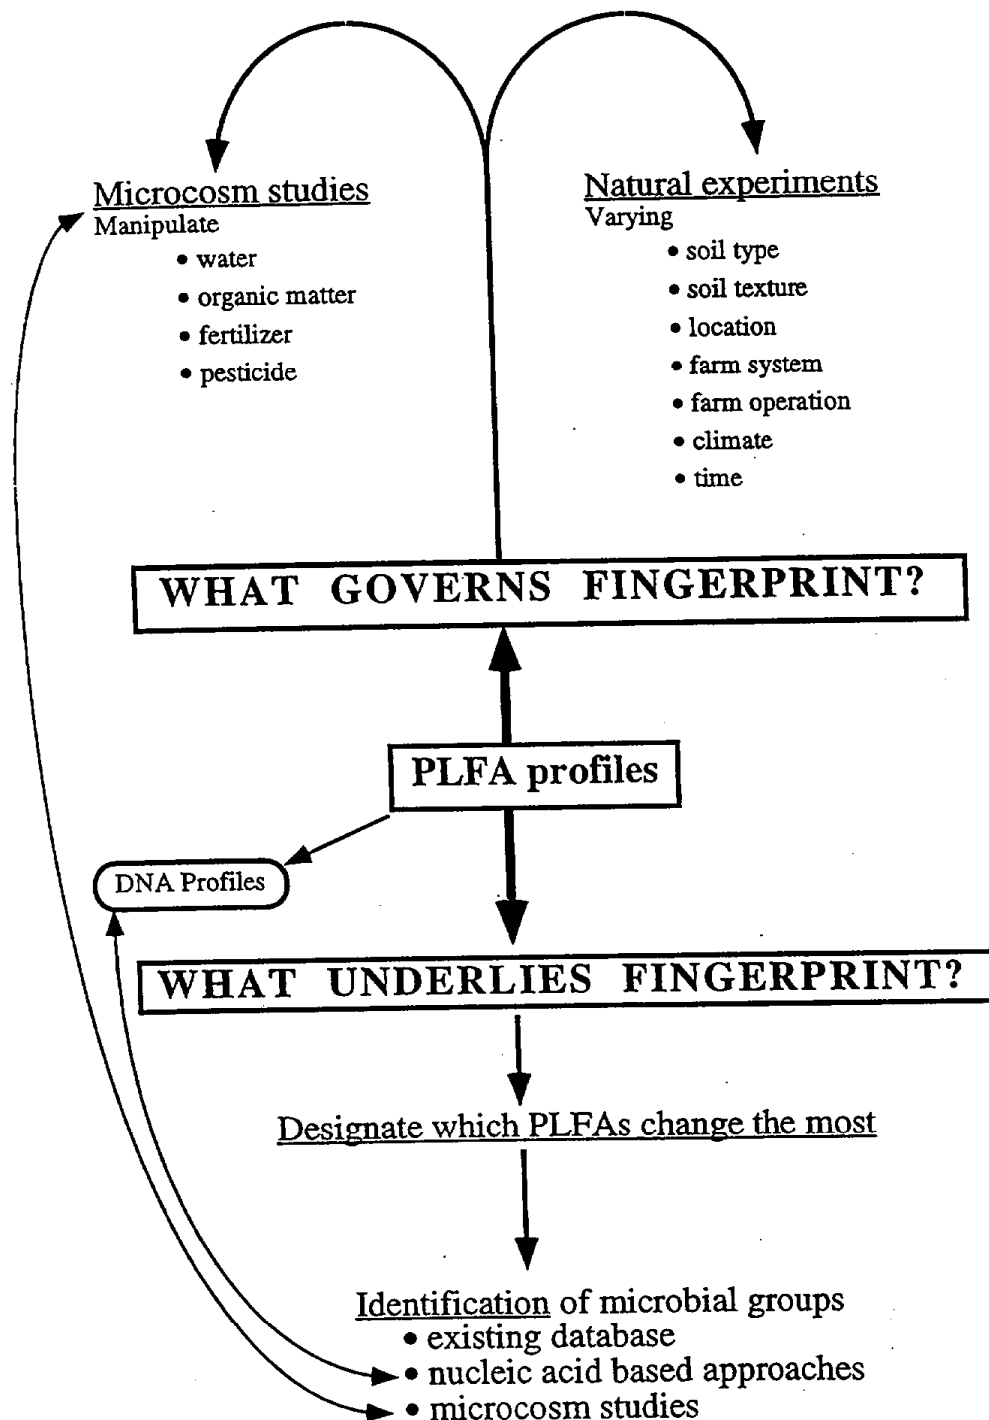 Microcosm studies
Manipulate
• water
• organic matter
• fertilizer
• pesticide
Natural experiments
Varying
• soil type
• soil texture
• location
• farm system
• farm operation
• climate
• time
WHAT GOVERNS FINGERPRINT?
PLFA profiles
DNA Profiles
WHAT UNDERLIES FINGERPRINT?
Designate which PLFAs change the most
Identification of microbial groups
• existing database
• nucleic acid based approaches
• microcosm studies